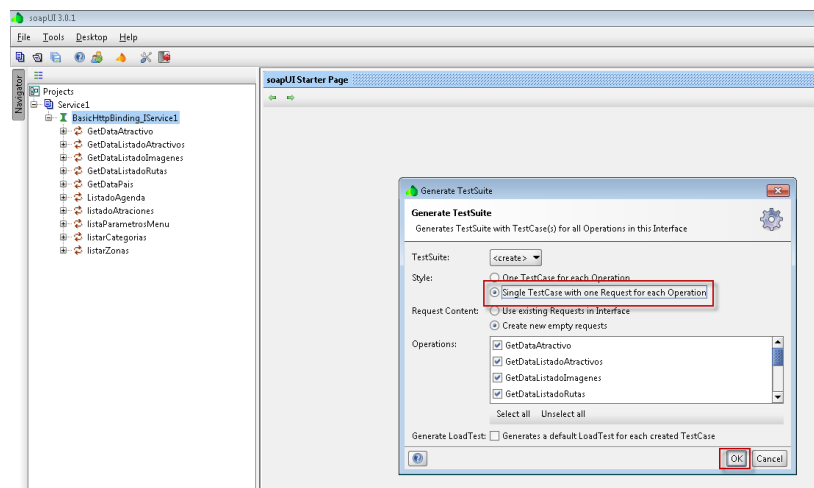 soapUI 3.0.1
File Tools Desktop Help
Navigator
Projects
Service1
BasicHttpBinding_IService1
GetDataAtractivo
GetDataListadoAtractivos
GetDataListadoImagenes
GetDataListadoRutas
GetDataPais
ListadoAgenda
listadoAtraciones
listaParametrosMenu
listarCategorias
listarZonas
soapUI Starter Page
Generate TestSuite
Generate TestSuite
Generates TestSuite with TestCase(s) for all Operations in this Interface
TestSuite: <create>
Style: One TestCase for each Operation
Single TestCase with one Request for each Operation
Request Content: Use existing Requests in Interface
Create new empty requests
Operations: GetDataAtractivo
GetDataListadoAtractivos
GetDataListadoImagenes
GetDataListadoRutas
Select all Unselect all
Generate LoadTest: Generates a default LoadTest for each created TestCase
OK Cancel